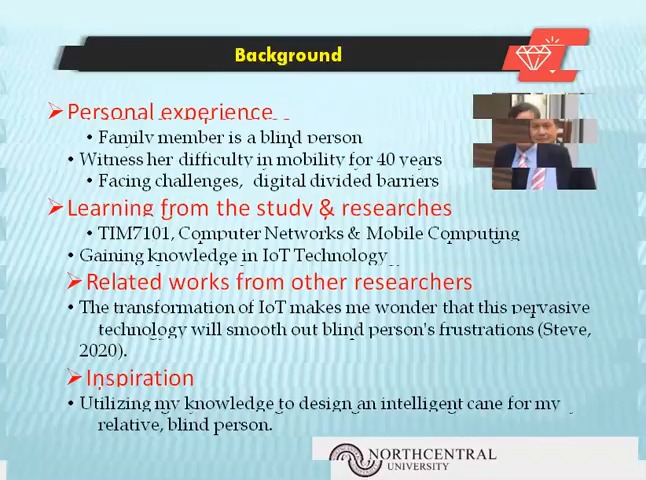 Background
➢Personal experience
• Family member is a blind person
• Witness her difficulty in mobility for 40 years
• Facing challenges, digital divided barriers
➢Learning from the study & researches
• TIM7101, Computer Networks & Mobile Computing
• Gaining knowledge in IoT Technology
➢Related works from other researchers
• The transformation of IoT makes me wonder that this pervasive
technology will smooth out blind person's frustrations (Steve,
2020).
➢Inspiration
• Utilizing my knowledge to design an intelligent cane for my
relative, blind person.
NORTHCENTRAL
UNIVERSITY